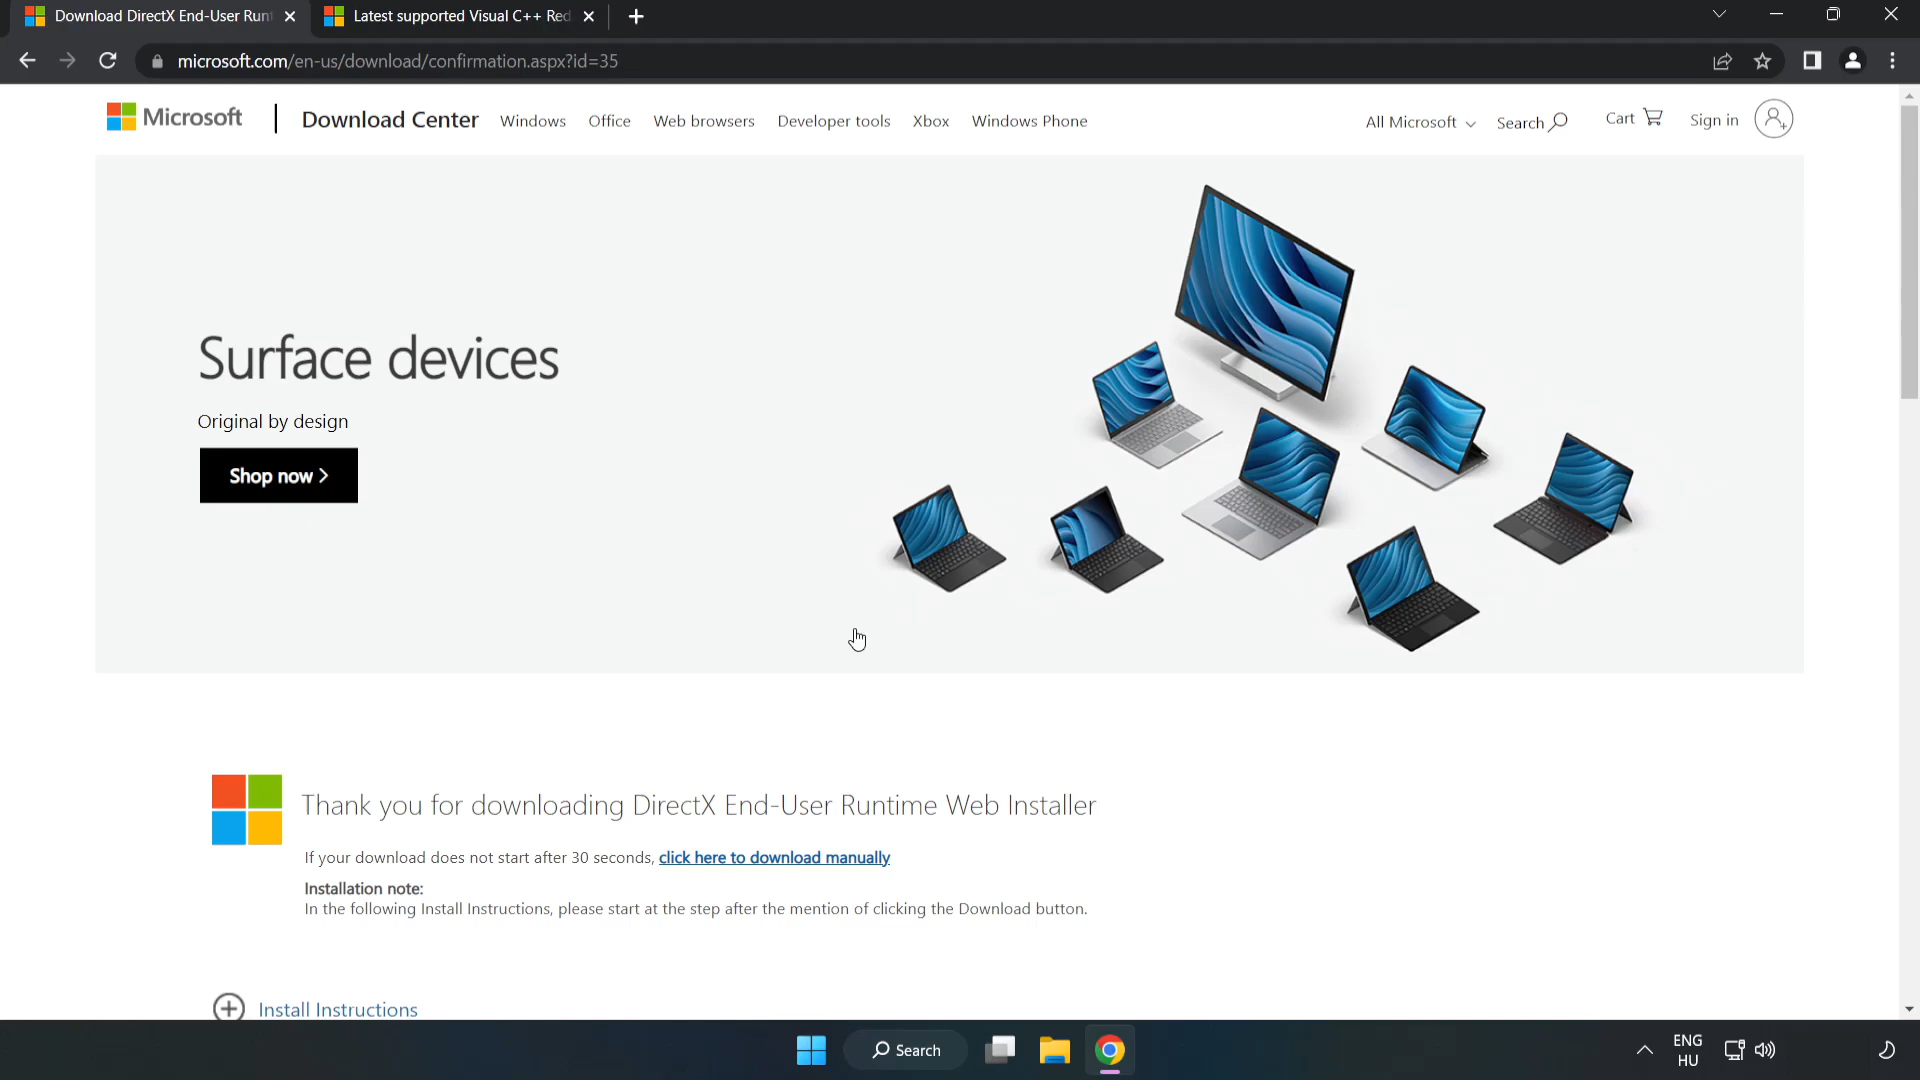 Download DirectX End-User Runt
Latest supported Visual C++ Red
microsoft.com/en-us/download/confirmation.aspx?id=35
Microsoft
Download Center
Windows
Office
Web browsers
Developer tools
Xbox
Windows Phone
All Microsoft
Search
Cart
Sign in
Surface devices
Original by design
Shop now >
Thank you for downloading DirectX End-User Runtime Web Installer
If your download does not start after 30 seconds, click here to download manually
Installation note:
In the following Install Instructions, please start at the step after the mention of clicking the Download button.
Install Instructions
Search
ENG
HU